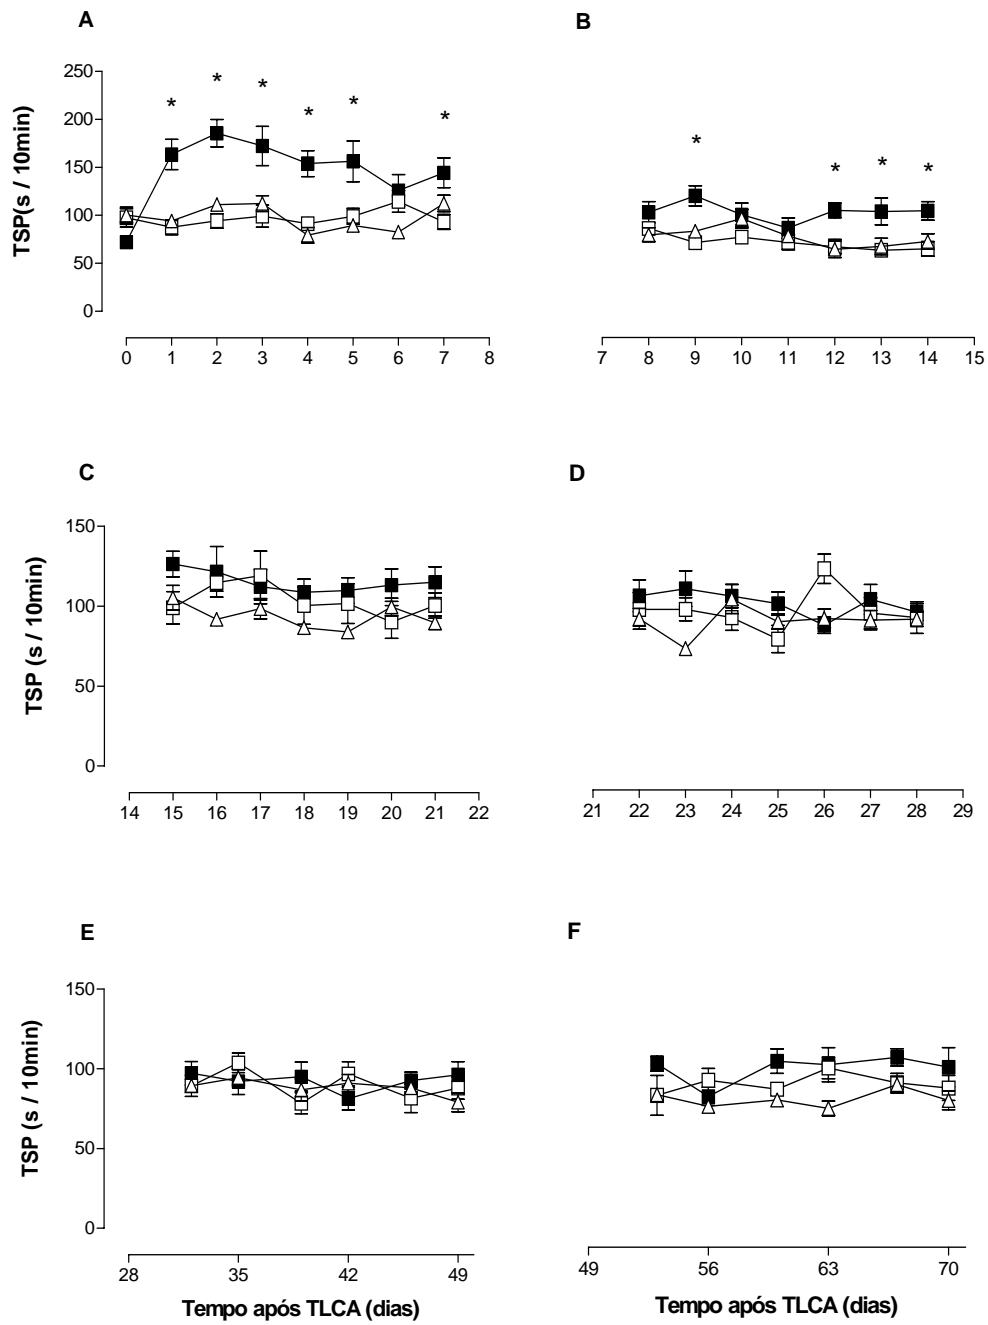 A
B
250
200
150
100
50
0
TSP(s / 10min)
* * * * * *
* * * *
0 1 2 3 4 5 6 7 8
7 8 9 10 11 12 13 14 15
C
D
150
100
50
0
TSP (s / 10min)
14 15 16 17 18 19 20 21 22
21 22 23 24 25 26 27 28 29
E
F
150
100
50
0
TSP (s / 10min)
28 35 42 49
49 56 63 70
Tempo após TLCA (dias)
Tempo após TLCA (dias)